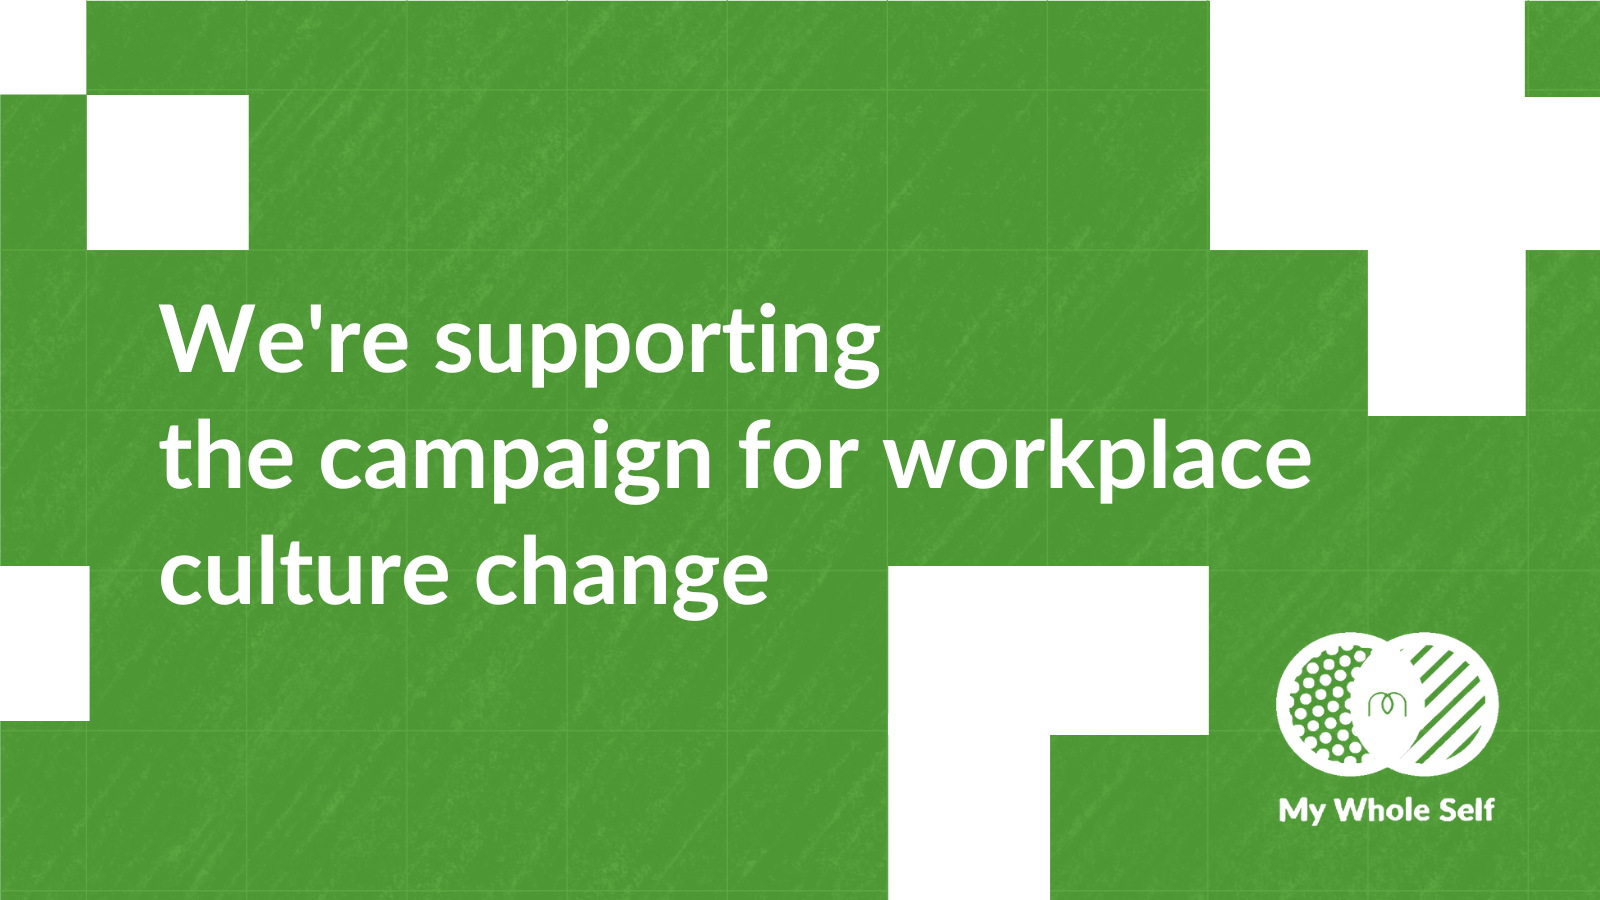 We're supporting
the campaign for workplace
culture change
My Whole Self